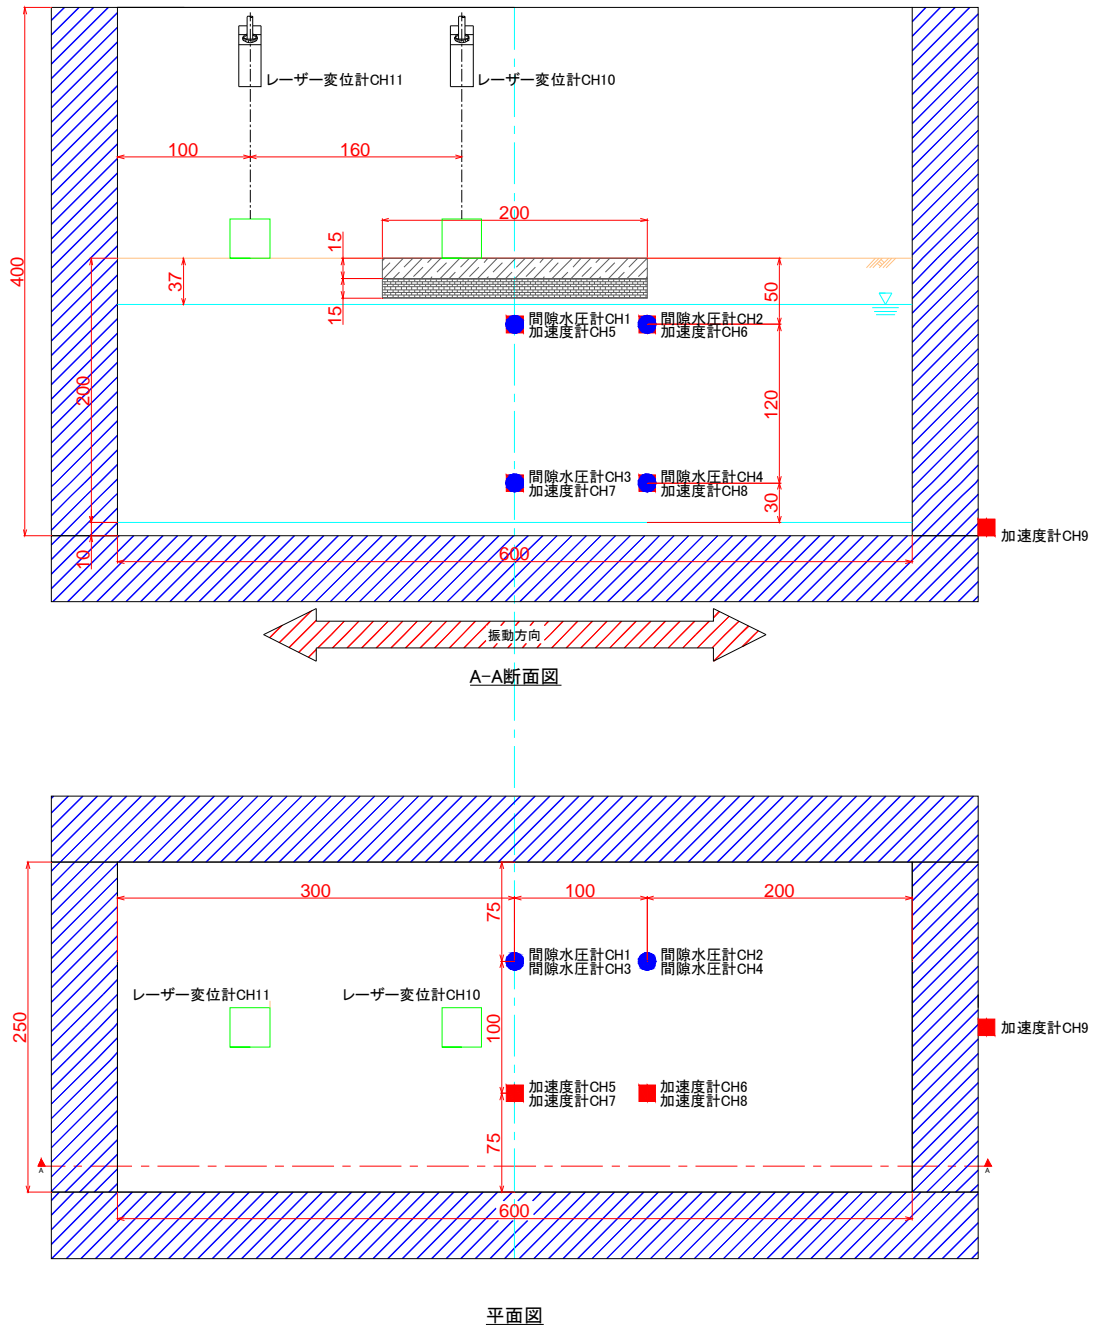 レーザー変位計CH11
レーザー変位計CH10
100
160
200
15
400
37
50
15
間隙水圧計CH1
加速度計CH5
間隙水圧計CH2
加速度計CH6
200
120
間隙水圧計CH3
加速度計CH7
間隙水圧計CH4
加速度計CH8
30
加速度計CH9
10
600
振動方向
A-A断面図
300
100
200
75
間隙水圧計CH1
間隙水圧計CH3
間隙水圧計CH2
間隙水圧計CH4
レーザー変位計CH11
レーザー変位計CH10
250
100
加速度計CH9
加速度計CH5
加速度計CH7
加速度計CH6
加速度計CH8
75
A
A
600
平面図